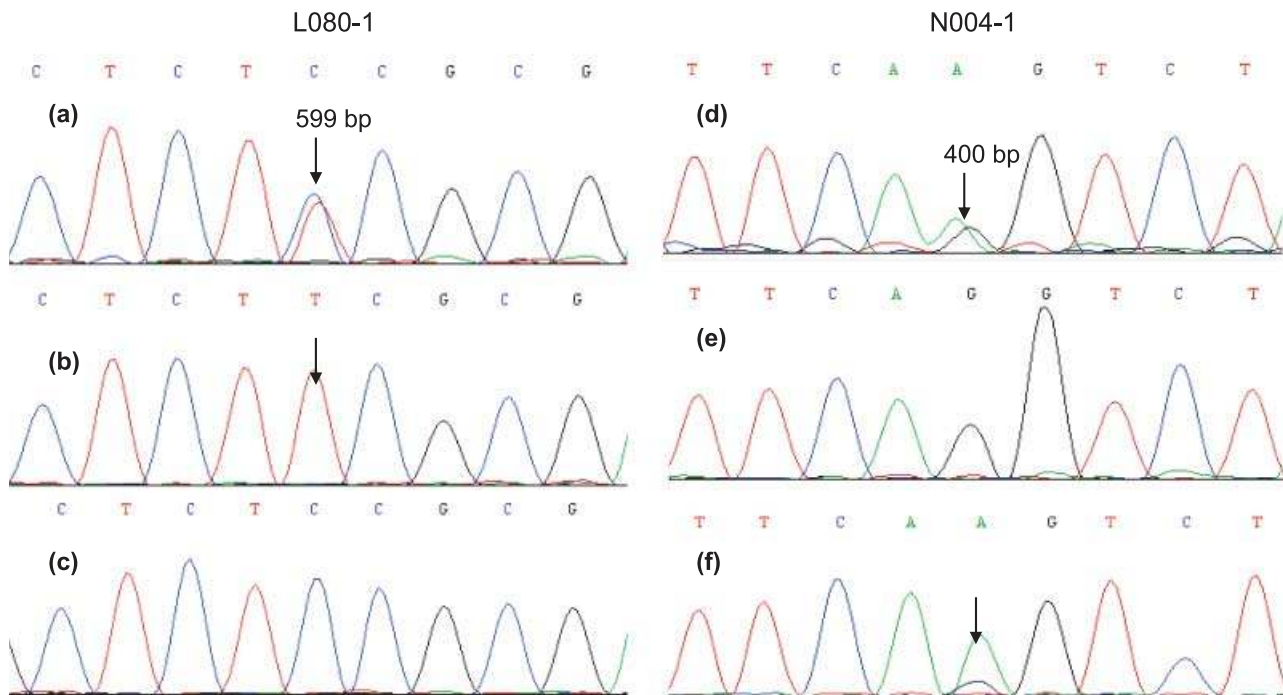 L080-1
C T C T C C G C G
(a)
599 bp
C T C T T C G C G
(b)
C T C T C C G C G
(c)
N004-1
T T C A A G T C T
(d)
400 bp
T T C A G G T C T
(e)
T T C A A G T C T
(f)